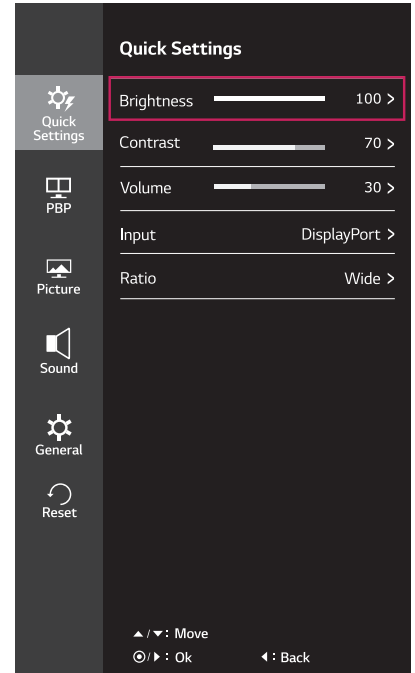 Quick Settings
Quick
Settings
PBP
Picture
Sound
General
Reset
Brightness 100 >
Contrast 70 >
Volume 30 >
Input DisplayPort >
Ratio Wide >
▲/▼: Move
◉/▶ : Ok ◀ : Back